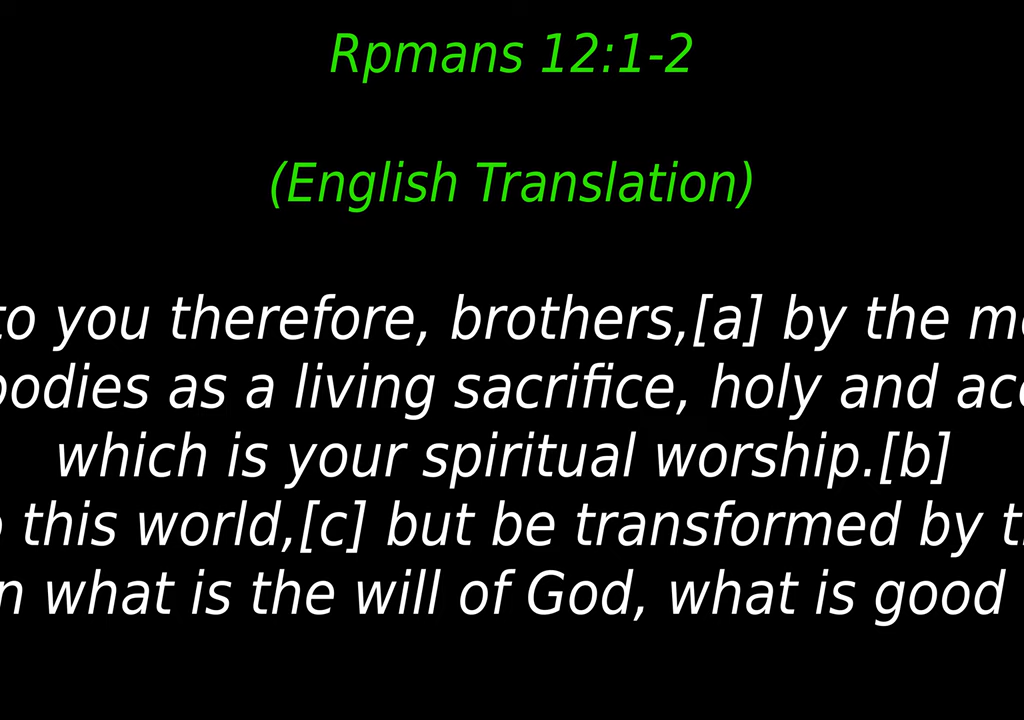 Rpmans 12:1-2
(English Translation)
to you therefore, brothers,[a] by the
as a living sacrifice, holy and
which is your spiritual worship.[b]
this world,[c] but be transformed by
what is the will of God, what is good